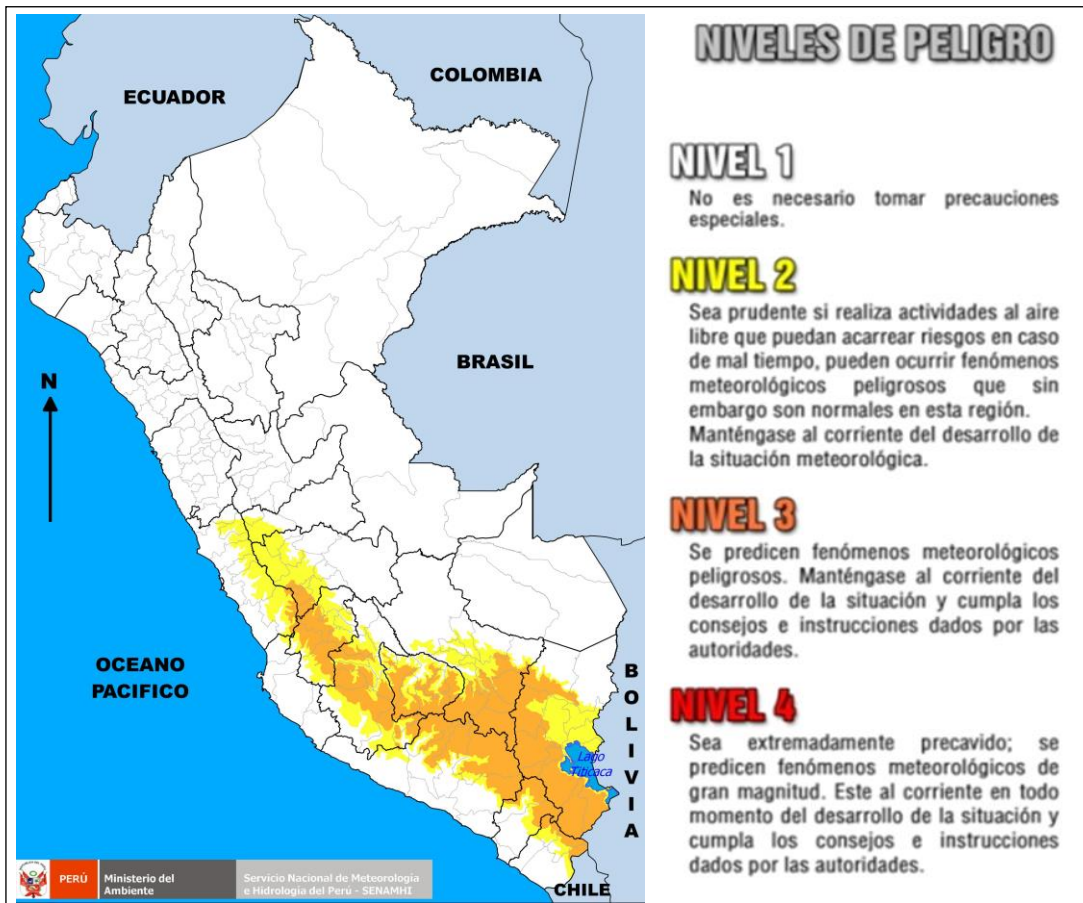 ECUADOR
COLOMBIA
BRASIL
N
OCEANO
PACIFICO
BOLIVIA
Lago
Titicaca
CHILE
PERÚ
Ministerio del
Ambiente
Servicio Nacional de Meteorología
e Hidrología del Perú - SENAMHI
NIVELES DE PELIGRO
NIVEL 1
No es necesario tomar precauciones
especiales.
NIVEL 2
Sea prudente si realiza actividades al aire
libre que puedan acarrear riesgos en caso
de mal tiempo, pueden ocurrir fenómenos
meteorológicos peligrosos que sin
embargo son normales en esta región.
Manténgase al corriente del desarrollo de
la situación meteorológica.
NIVEL 3
Se predicen fenómenos meteorológicos
peligrosos. Manténgase al corriente del
desarrollo de la situación y cumpla los
consejos e instrucciones dados por las
autoridades.
NIVEL 4
Sea extremadamente precavido; se
predicen fenómenos meteorológicos de
gran magnitud. Este al corriente en todo
momento del desarrollo de la situación y
cumpla los consejos e instrucciones
dados por las autoridades.